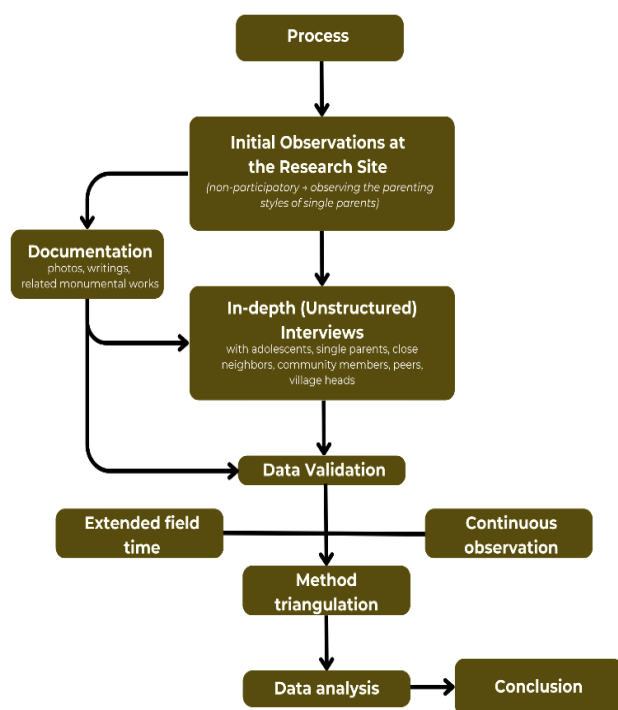 Process
Initial Observations at
the Research Site
(non-participatory → observing the parenting
styles of single parents)
Documentation
photos, writings,
related monumental works
In-depth (Unstructured)
Interviews
with adolescents, single parents, close
neighbors, community members, peers,
village heads
Data Validation
Extended field
time
Continuous
observation
Method
triangulation
Data analysis
Conclusion